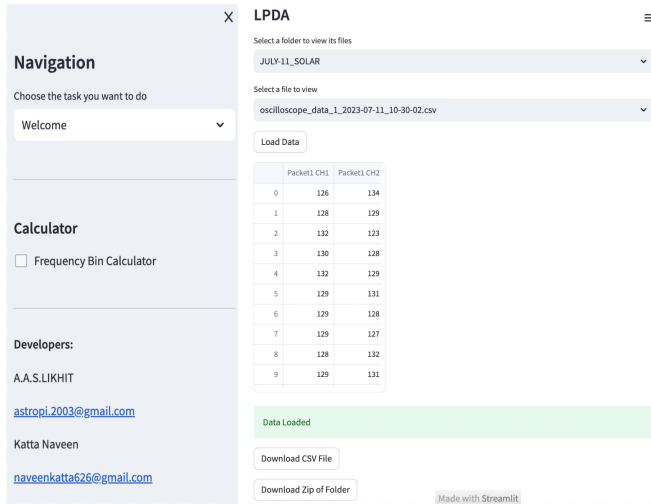 X
Navigation
Choose the task you want to do
Welcome
Calculator
Frequency Bin Calculator
Developers:
A.A.S.LIKHIT
astropi.2003@gmail.com
Katta Naveen
naveenkatta626@gmail.com
LPDA
Select a folder to view its files
JULY-11_SOLAR
Select a file to view
oscilloscope_data_1_2023-07-11_10-30-02.csv
Load Data
Packet1 CH1 Packet1 CH2
0 126 134
1 128 129
2 132 123
3 130 128
4 132 129
5 129 131
6 129 128
7 129 127
8 128 132
9 129 131
Data Loaded
Download CSV File
Download Zip of Folder
Made with Streamlit